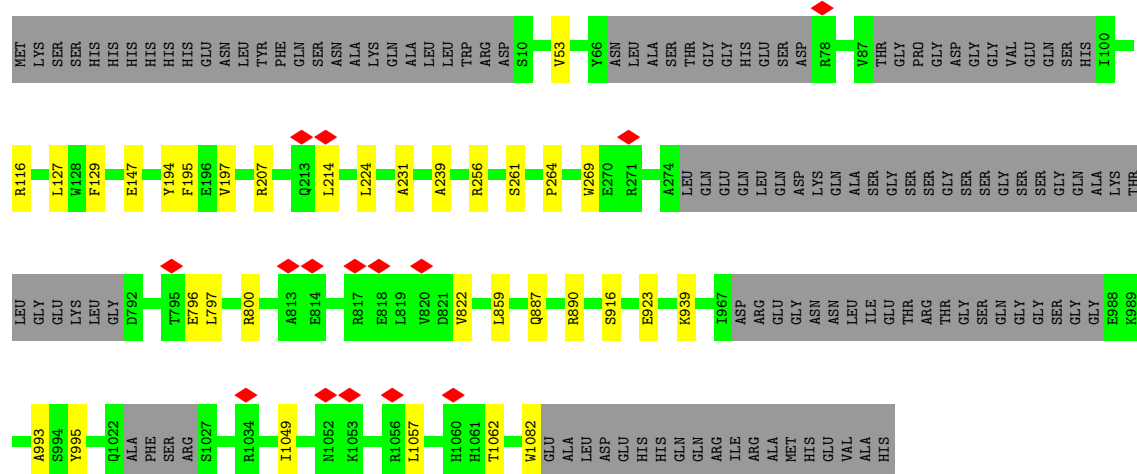 MET LYS SER SER HIS HIS HIS HIS HIS HIS GLU ASN LEU TYR PHE GLN SER ASN ALA LYS GLN ALA LEU LEU TRP ARG ASP S10 V53 Y66 ASN LEU ALA SER THR GLY GLY HIS GLU SER ASP R78 V87 THR GLY PRO GLY ASP GLY GLY VAL GLU GLN SER HIS I100
R116 L127 W128 F129 E147 Y194 F195 E196 V197 R207 Q213 L214 L224 A231 A239 R256 S261 P264 W269 E270 R271 A274 LEU GLN GLU GLN LEU GLN ASP LYS GLN ALA SER GLY SER SER GLY SER SER GLY SER SER GLY GLN ALA LYS THR
LEU GLY GLU LYS LEU GLY D792 T795 E796 L797 R800 A813 E814 R817 E818 L819 V820 D821 V822 L859 Q887 R890 S916 E923 K939 I967 ASP ARG GLU GLY ASN ASN LEU ILE GLU THR ARG THR GLY SER GLN GLY GLY SER GLY GLY E988 K989
A993 S994 Y995 Q1022 ALA PHE SER ARG S1027 R1034 I1049 N1052 K1053 R1056 L1057 H1060 H1061 T1062 W1082 GLU ALA LEU ASP GLU HIS HIS GLN GLN ARG ILE ARG ALA MET HIS GLU VAL ALA HIS